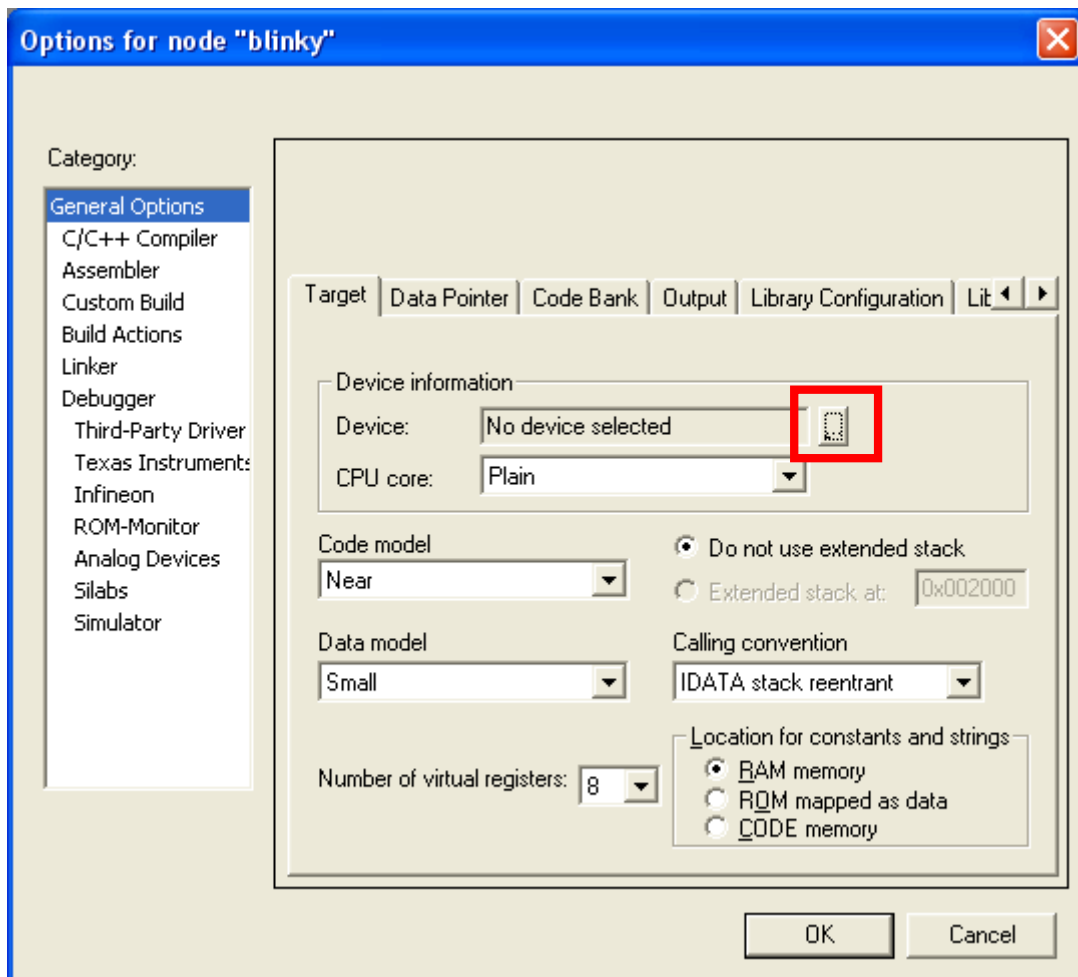 Options for node "blinky"
Category:
General Options
C/C++ Compiler
Assembler
Custom Build
Build Actions
Linker
Debugger
Third-Party Driver
Texas Instruments
Infineon
ROM-Monitor
Analog Devices
Silabs
Simulator
Target Data Pointer Code Bank Output Library Configuration
Device information
Device: No device selected
CPU core: Plain
Code model
Near
Do not use extended stack
Extended stack at: 0x002000
Data model
Small
Calling convention
IDATA stack reentrant
Number of virtual registers: 8
Location for constants and strings
RAM memory
ROM mapped as data
CODE memory
OK Cancel